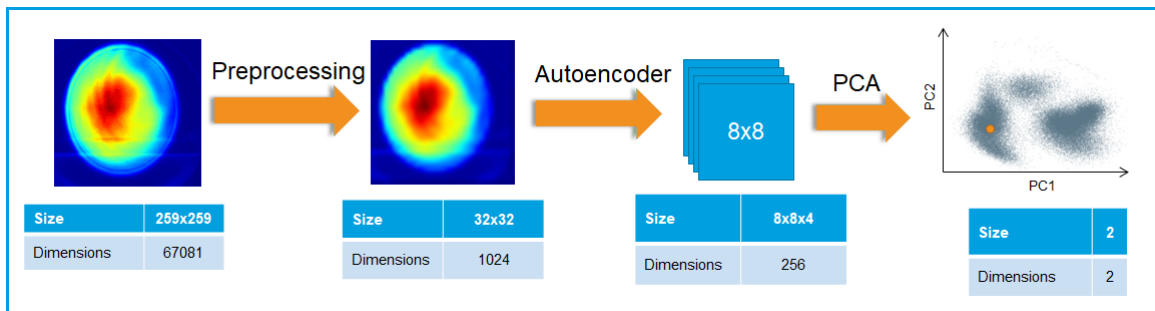 Preprocessing
Autoencoder
PCA
8x8
PC2
PC1
Size 259x259
Dimensions 67081
Size 32x32
Dimensions 1024
Size 8x8x4
Dimensions 256
Size 2
Dimensions 2